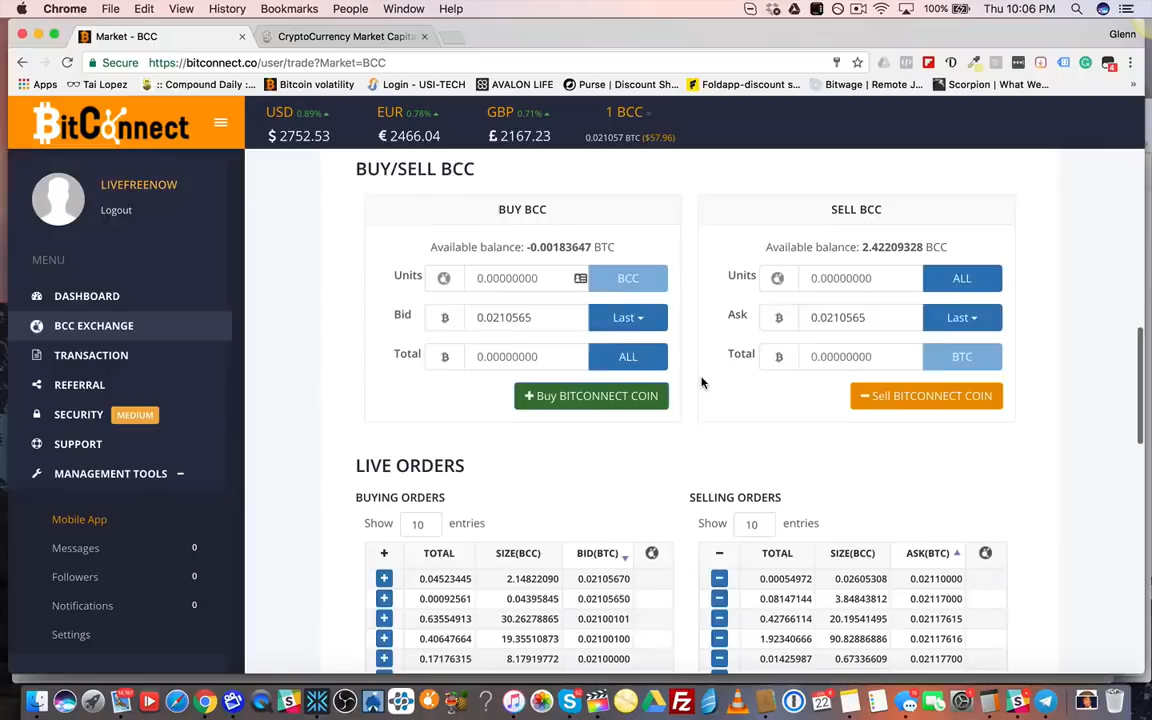 Chrome File Edit View History Bookmarks People Window Help 100% Thu 10:06 PM
Market - BCC CryptoCurrency Market Capita Glenn
Secure https://bitconnect.co/user/trade?Market=BCC
Apps Tai Lopez :: Compound Daily :... Bitcoin volatility Login - USI-TECH AVALON LIFE Purse | Discount Sh... Foldapp-discount s... Bitwage | Remote J... Scorpion | What We...
BitConnect
USD 0.89% EUR 0.78% GBP 0.71% 1 BCC =
$ 2752.53 € 2466.04 £ 2167.23 0.021057 BTC ($57.96)
LIVEFREENOW
Logout
MENU
DASHBOARD
BCC EXCHANGE
TRANSACTION
REFERRAL
SECURITY MEDIUM
SUPPORT
MANAGEMENT TOOLS −
Mobile App
Messages 0
Followers 0
Notifications 0
Settings
BUY/SELL BCC
BUY BCC
Available balance: -0.00183647 BTC
Units 0.00000000 BCC
Bid 0.0210565 Last
Total 0.00000000 ALL
+ Buy BITCONNECT COIN
SELL BCC
Available balance: 2.42209328 BCC
Units 0.00000000 ALL
Ask 0.0210565 Last
Total 0.00000000 BTC
− Sell BITCONNECT COIN
LIVE ORDERS
BUYING ORDERS
Show 10 entries
+ TOTAL SIZE(BCC) BID(BTC)
+ 0.04523445 2.14822090 0.02105670
+ 0.00092561 0.04395845 0.02105650
+ 0.63554913 30.26278865 0.02100101
+ 0.40647664 19.35510873 0.02100100
+ 0.17176315 8.17919772 0.02100000
SELLING ORDERS
Show 10 entries
− TOTAL SIZE(BCC) ASK(BTC)
− 0.00054972 0.02605308 0.02110000
− 0.08147144 3.84843812 0.02117000
− 0.42766114 20.19541495 0.02117615
− 1.92340666 90.82886886 0.02117616
− 0.01425987 0.67336609 0.02117700